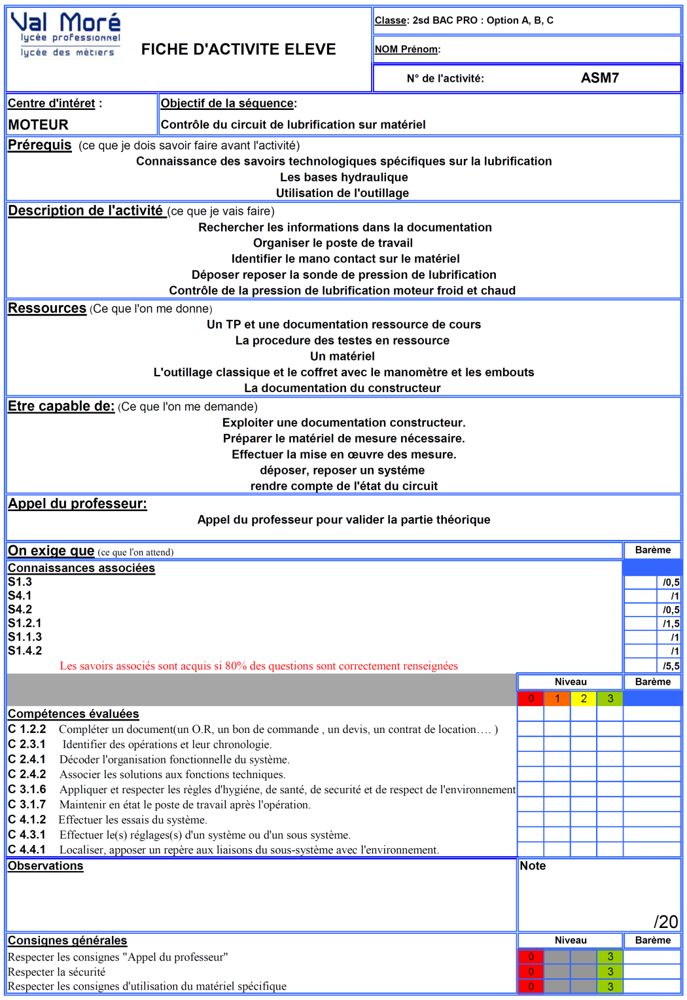 Val Moré
lycée professionnel
lycée des métiers
FICHE D'ACTIVITE ELEVE
Classe: 2sd BAC PRO : Option A, B, C
NOM Prénom:
N° de l'activité: ASM7
Centre d'intéret :
MOTEUR
Objectif de la séquence:
Contrôle du circuit de lubrification sur matériel
Prérequis (ce que je dois savoir faire avant l'activité)
Connaissance des savoirs technologiques spécifiques sur la lubrification
Les bases hydraulique
Utilisation de l'outillage
Description de l'activité (ce que je vais faire)
Rechercher les informations dans la documentation
Organiser le poste de travail
Identifier le mano contact sur le matériel
Déposer reposer la sonde de pression de lubrification
Contrôle de la pression de lubrification moteur froid et chaud
Ressources (Ce que l'on me donne)
Un TP et une documentation ressource de cours
La procedure des testes en ressource
Un matériel
L'outillage classique et le coffret avec le manomètre et les embouts
La documentation du constructeur
Etre capable de: (Ce que l'on me demande)
Exploiter une documentation constructeur.
Préparer le matériel de mesure nécessaire.
Effectuer la mise en œuvre des mesure.
déposer, reposer un systéme
rendre compte de l'état du circuit
Appel du professeur:
Appel du professeur pour valider la partie théorique
On exige que (ce que l'on attend) Barème
Connaissances associées
S1.3 /0,5
S4.1 /1
S4.2 /0,5
S1.2.1 /1,5
S1.1.3 /1
S1.4.2 /1
Les savoirs associés sont acquis si 80% des questions sont correctement renseignées /5,5
Niveau Barème
0 1 2 3
Compétences évaluées
C 1.2.2 Compléter un document(un O.R, un bon de commande , un devis, un contrat de location…. )
C 2.3.1 Identifier des opérations et leur chronologie.
C 2.4.1 Décoder l'organisation fonctionnelle du système.
C 2.4.2 Associer les solutions aux fonctions techniques.
C 3.1.6 Appliquer et respecter les règles d'hygiéne, de santé, de securité et de respect de l'environnement
C 3.1.7 Maintenir en état le poste de travail après l'opération.
C 4.1.2 Effectuer les essais du système.
C 4.3.1 Effectuer le(s) réglages(s) d'un système ou d'un sous système.
C 4.4.1 Localiser, apposer un repère aux liaisons du sous-système avec l'environnement.
Observations
Note
/20
Consignes générales Niveau Barème
Respecter les consignes "Appel du professeur" 0 3
Respecter la sécurité 0 3
Respecter les consignes d'utilisation du matériel spécifique 0 3